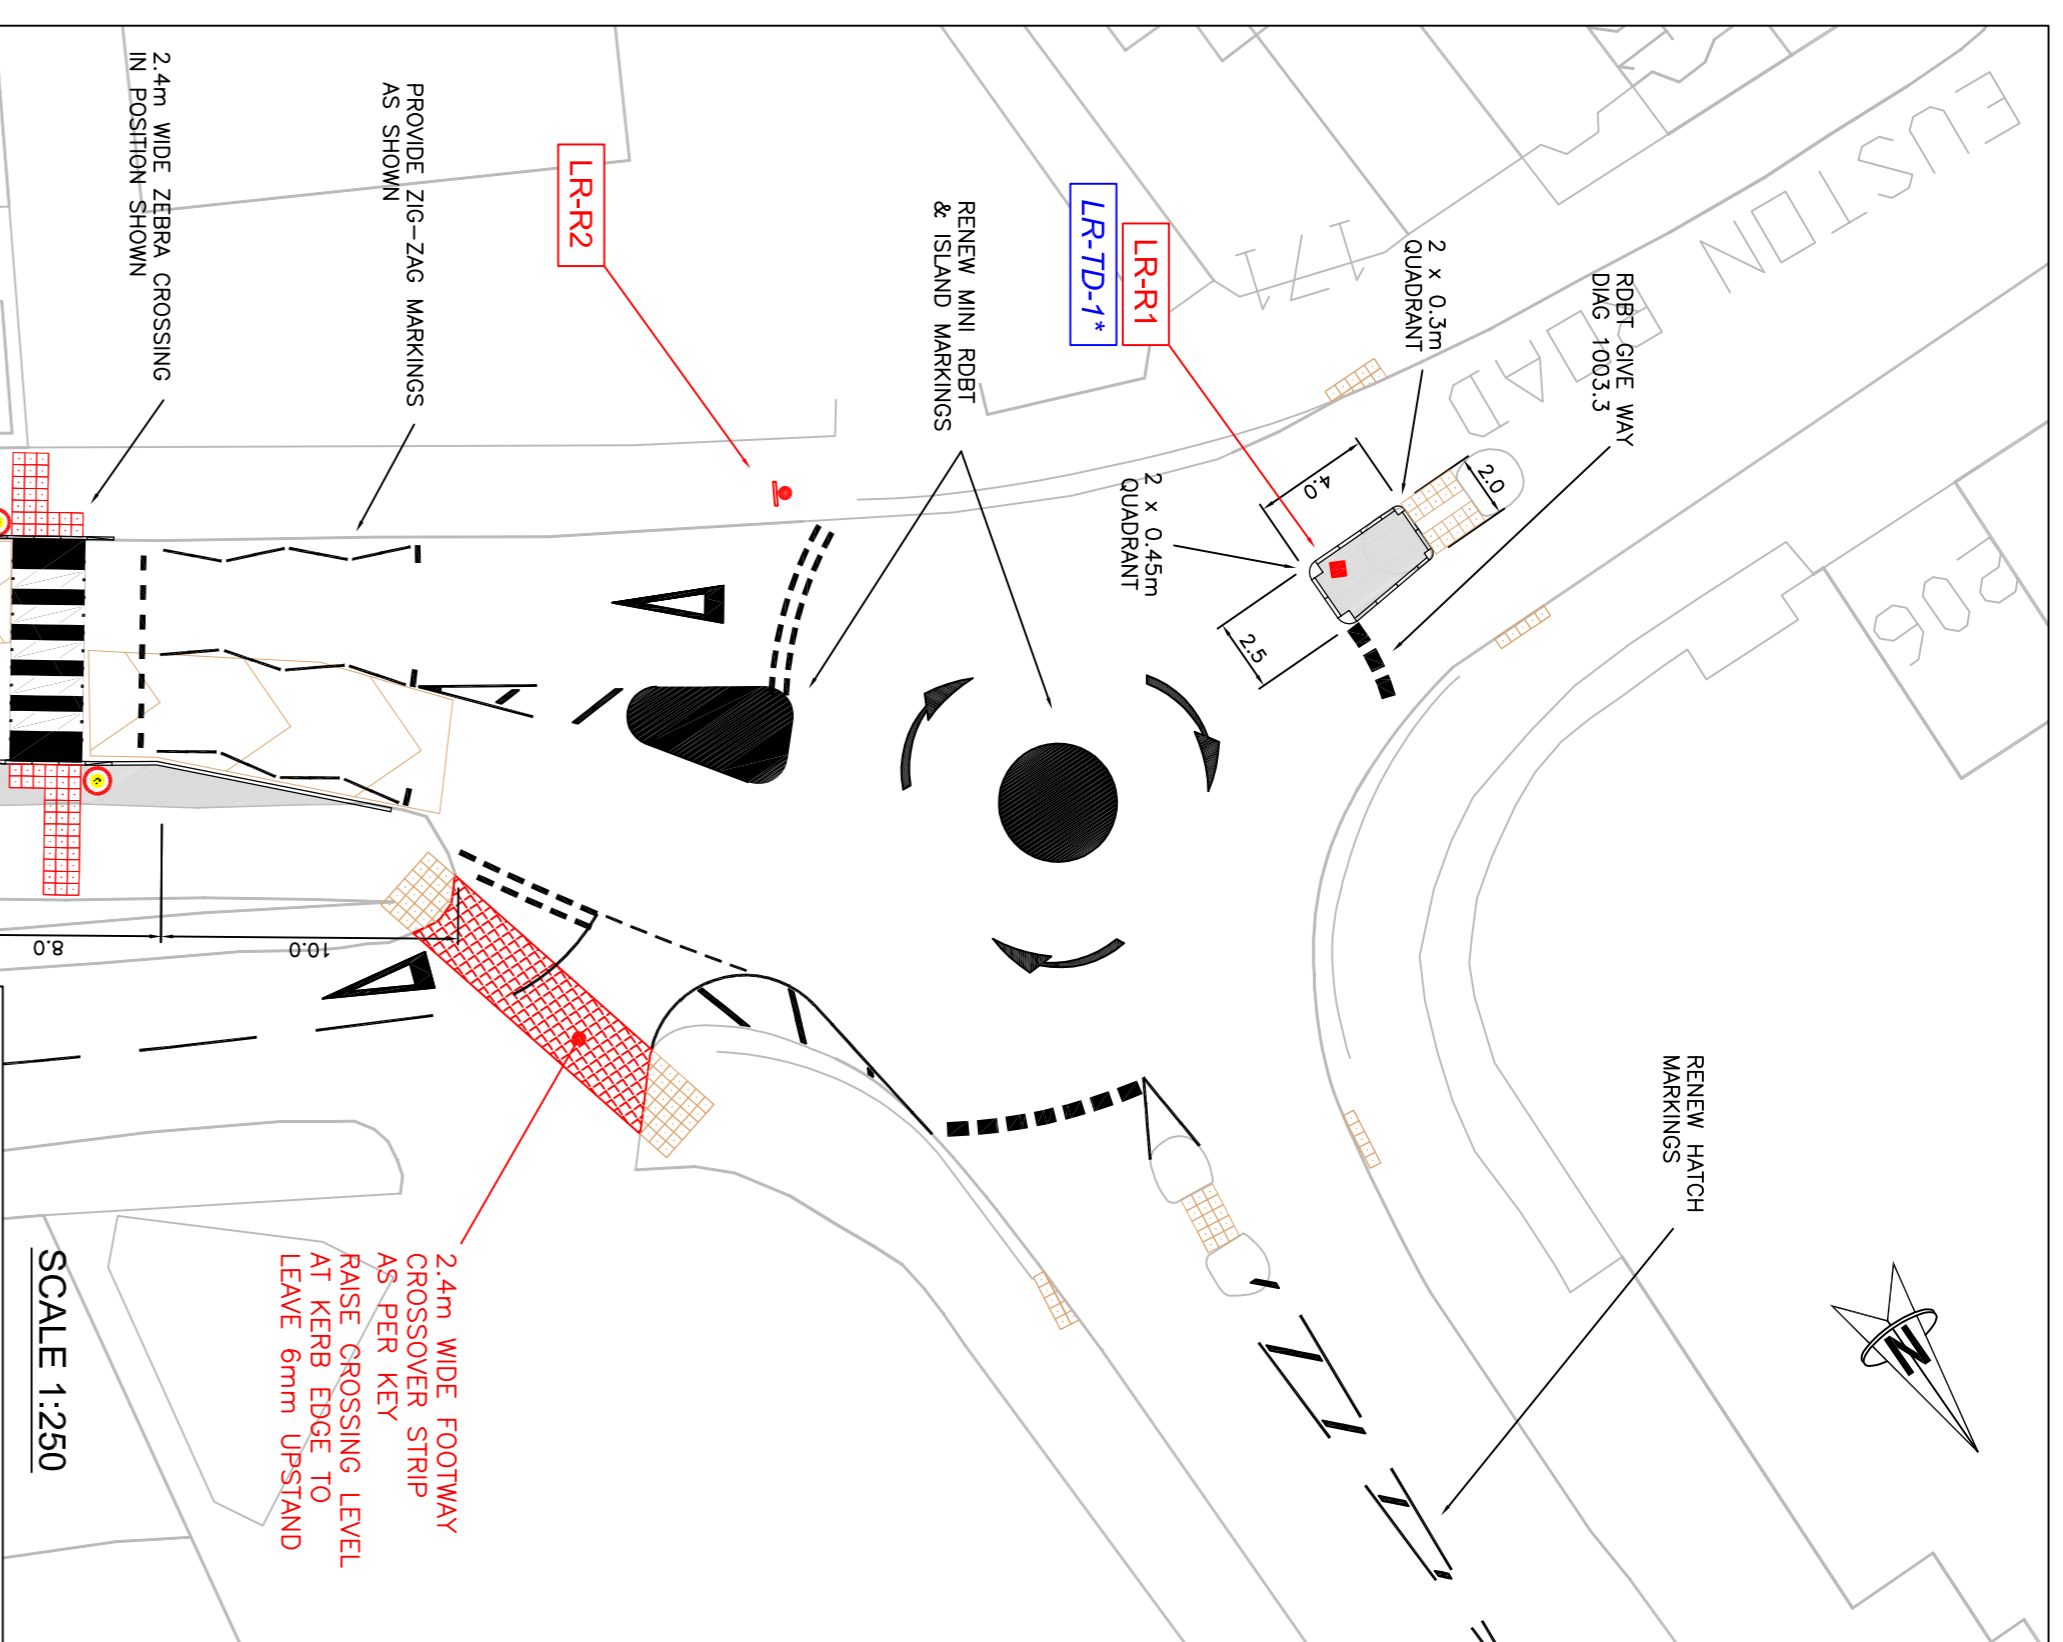 2.4m WIDE ZEBRA CROSSING
IN POSITION SHOWN
PROVIDE ZIG-ZAG MARKINGS
AS SHOWN
LR-R2
RENEW MINI RDBT
& ISLAND MARKINGS
LR-TD-1*
LR-R1
171
2 x 0.3m
QUADRANT
RDBT GIVE WAY
DIAG 1003.3
EUSTON ROAD
2 x 0.45m
QUADRANT
4.0
2.0
2.5
206
8.0
10.0
RENEW HATCH
MARKINGS
N
2.4m WIDE FOOTWAY
CROSSOVER STRIP
AS PER KEY
RAISE CROSSING LEVEL
AT KERB EDGE TO
LEAVE 6mm UPSTAND
SCALE 1:250